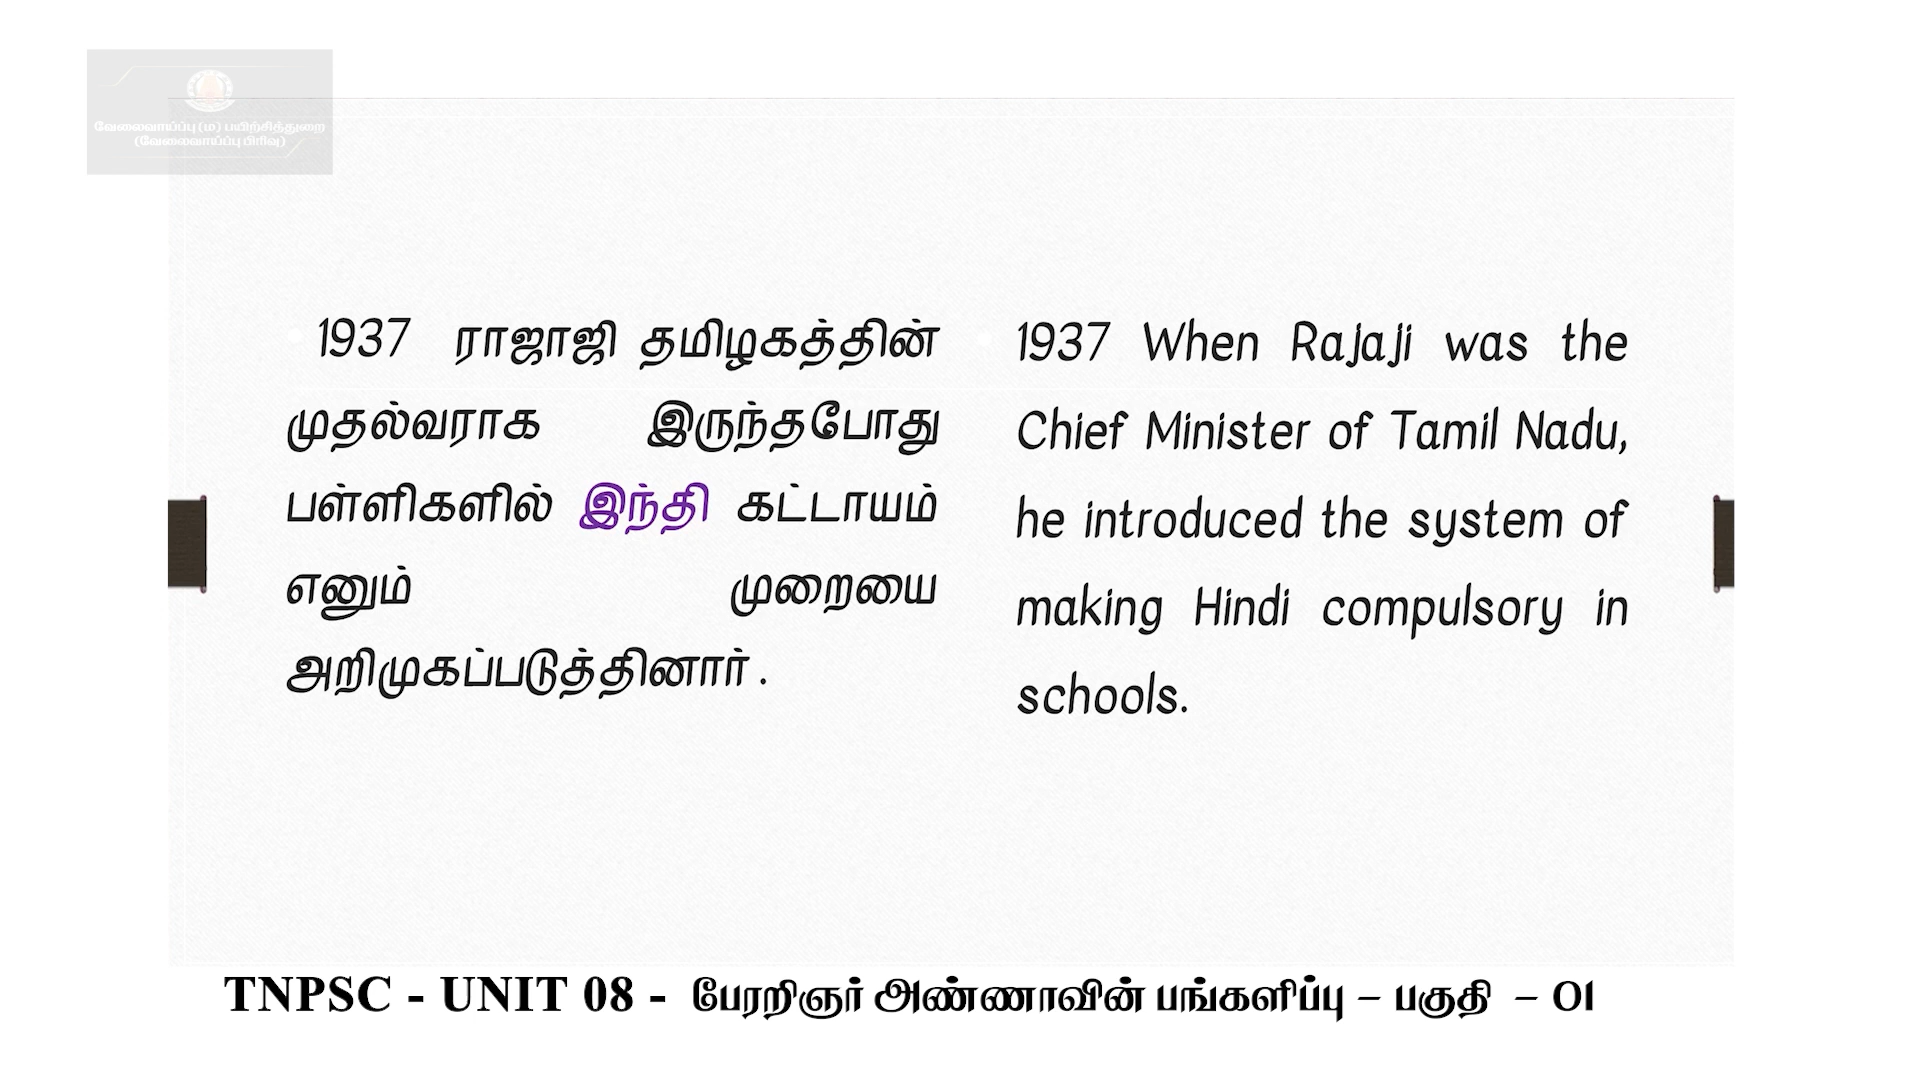 வேலைவாய்ப்பு (ம) பயிற்சித்துறை
(வேலைவாய்ப்பு பிரிவு)
1937 ராஜாஜி தமிழகத்தின்
முதல்வராக இருந்தபோது
பள்ளிகளில் இந்தி கட்டாயம்
எனும் முறையை
அறிமுகப்படுத்தினார் .
1937 When Rajaji was the
Chief Minister of Tamil Nadu,
he introduced the system of
making Hindi compulsory in
schools.
TNPSC - UNIT 08 - பேரறிஞர் அண்ணாவின் பங்களிப்பு – பகுதி – 01